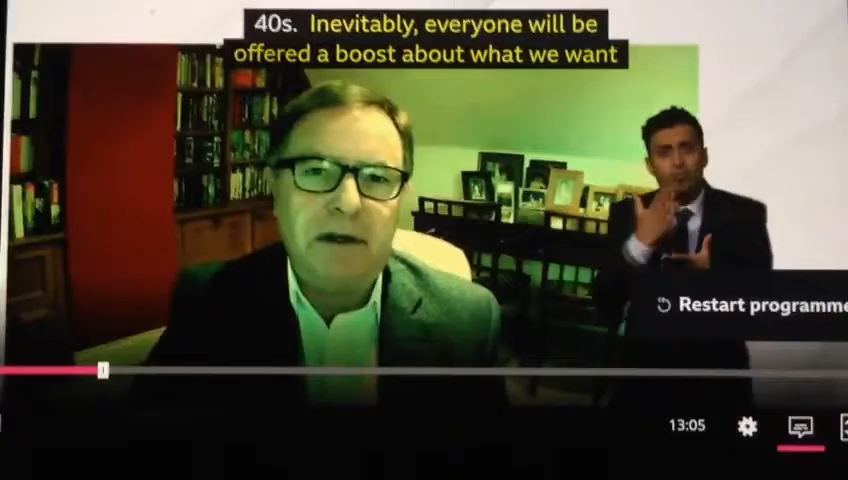 40s. Inevitably, everyone will be
offered a boost about what we want
Restart programme
13:05